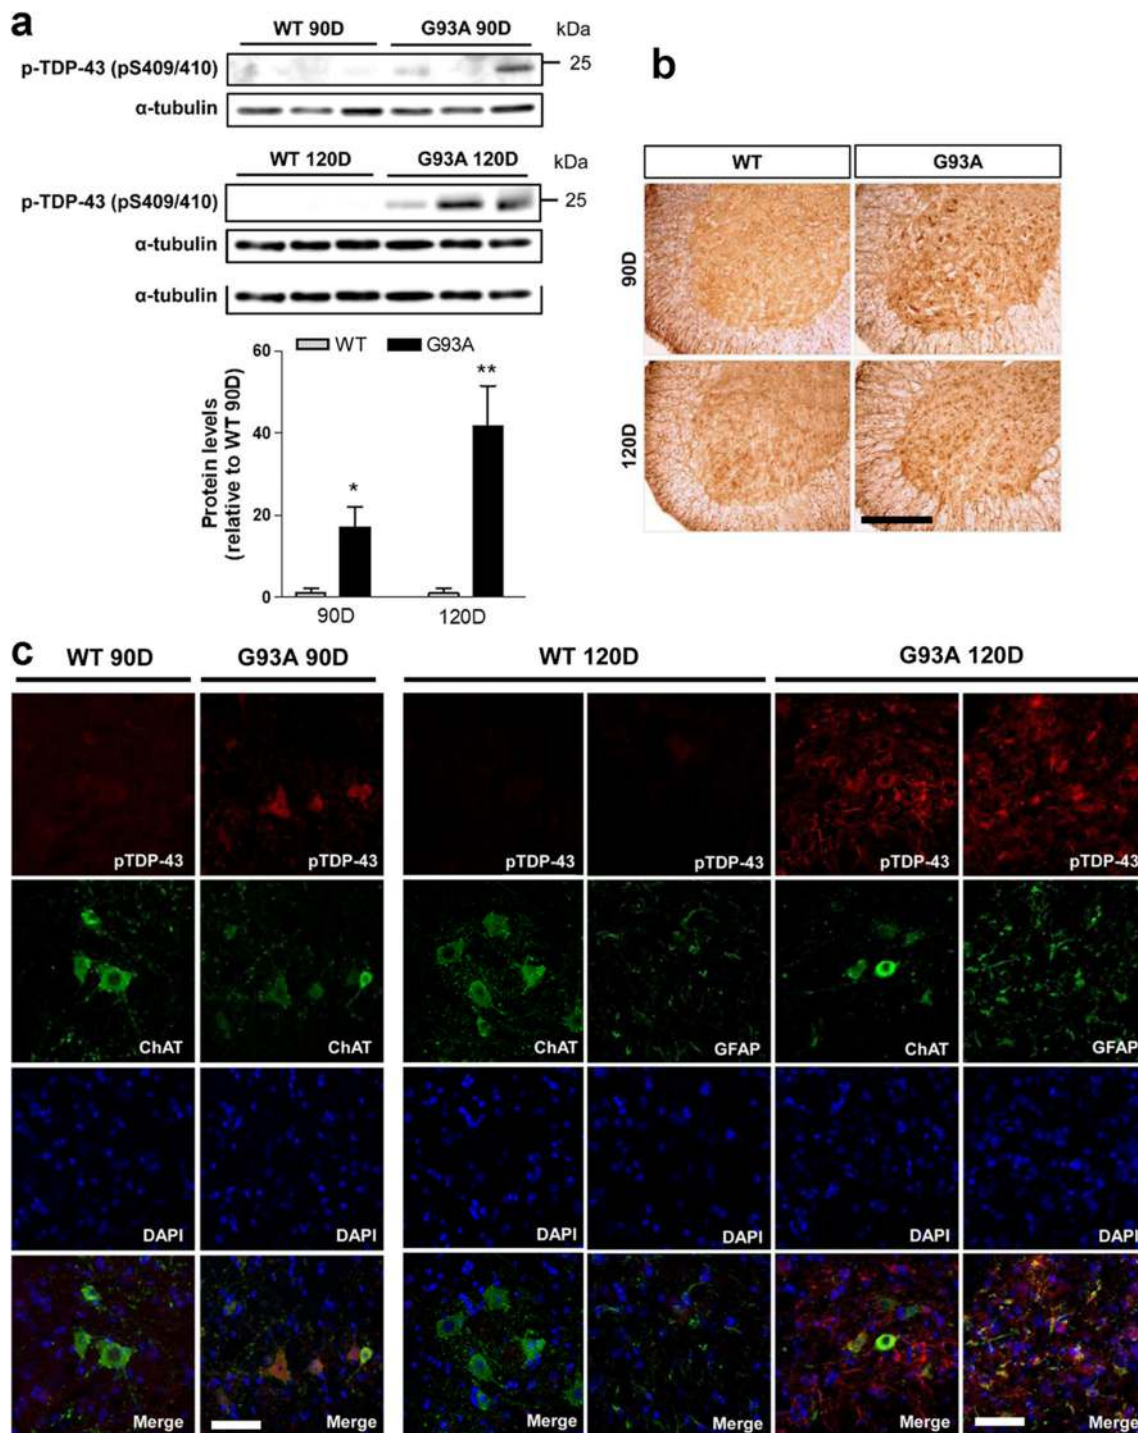 a
WT 90D G93A 90D kDa
p-TDP-43 (pS409/410) 25
α-tubulin
WT 120D G93A 120D kDa
p-TDP-43 (pS409/410) 25
α-tubulin
α-tubulin
WT G93A
Protein levels
(relative to WT 90D)
60
40
20
0
*
**
90D 120D
b
WT G93A
90D
120D
c
WT 90D G93A 90D WT 120D G93A 120D
pTDP-43 pTDP-43 pTDP-43 pTDP-43 pTDP-43 pTDP-43
ChAT ChAT ChAT GFAP ChAT GFAP
DAPI DAPI DAPI DAPI DAPI DAPI
Merge Merge Merge Merge Merge Merge